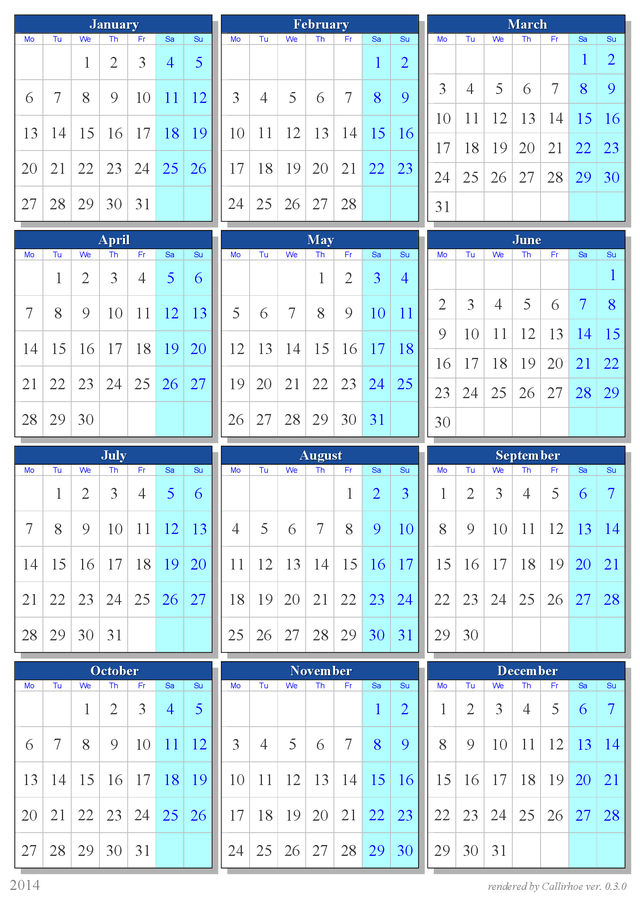 January
Mo Tu We Th Fr Sa Su
1 2 3 4 5
6 7 8 9 10 11 12
13 14 15 16 17 18 19
20 21 22 23 24 25 26
27 28 29 30 31
February
Mo Tu We Th Fr Sa Su
1 2
3 4 5 6 7 8 9
10 11 12 13 14 15 16
17 18 19 20 21 22 23
24 25 26 27 28
March
Mo Tu We Th Fr Sa Su
1 2
3 4 5 6 7 8 9
10 11 12 13 14 15 16
17 18 19 20 21 22 23
24 25 26 27 28 29 30
31
April
Mo Tu We Th Fr Sa Su
1 2 3 4 5 6
7 8 9 10 11 12 13
14 15 16 17 18 19 20
21 22 23 24 25 26 27
28 29 30
May
Mo Tu We Th Fr Sa Su
1 2 3 4
5 6 7 8 9 10 11
12 13 14 15 16 17 18
19 20 21 22 23 24 25
26 27 28 29 30 31
June
Mo Tu We Th Fr Sa Su
1
2 3 4 5 6 7 8
9 10 11 12 13 14 15
16 17 18 19 20 21 22
23 24 25 26 27 28 29
30
July
Mo Tu We Th Fr Sa Su
1 2 3 4 5 6
7 8 9 10 11 12 13
14 15 16 17 18 19 20
21 22 23 24 25 26 27
28 29 30 31
August
Mo Tu We Th Fr Sa Su
1 2 3
4 5 6 7 8 9 10
11 12 13 14 15 16 17
18 19 20 21 22 23 24
25 26 27 28 29 30 31
September
Mo Tu We Th Fr Sa Su
1 2 3 4 5 6 7
8 9 10 11 12 13 14
15 16 17 18 19 20 21
22 23 24 25 26 27 28
29 30
October
Mo Tu We Th Fr Sa Su
1 2 3 4 5
6 7 8 9 10 11 12
13 14 15 16 17 18 19
20 21 22 23 24 25 26
27 28 29 30 31
November
Mo Tu We Th Fr Sa Su
1 2
3 4 5 6 7 8 9
10 11 12 13 14 15 16
17 18 19 20 21 22 23
24 25 26 27 28 29 30
December
Mo Tu We Th Fr Sa Su
1 2 3 4 5 6 7
8 9 10 11 12 13 14
15 16 17 18 19 20 21
22 23 24 25 26 27 28
29 30 31
2014
rendered by Callirhoe ver. 0.3.0